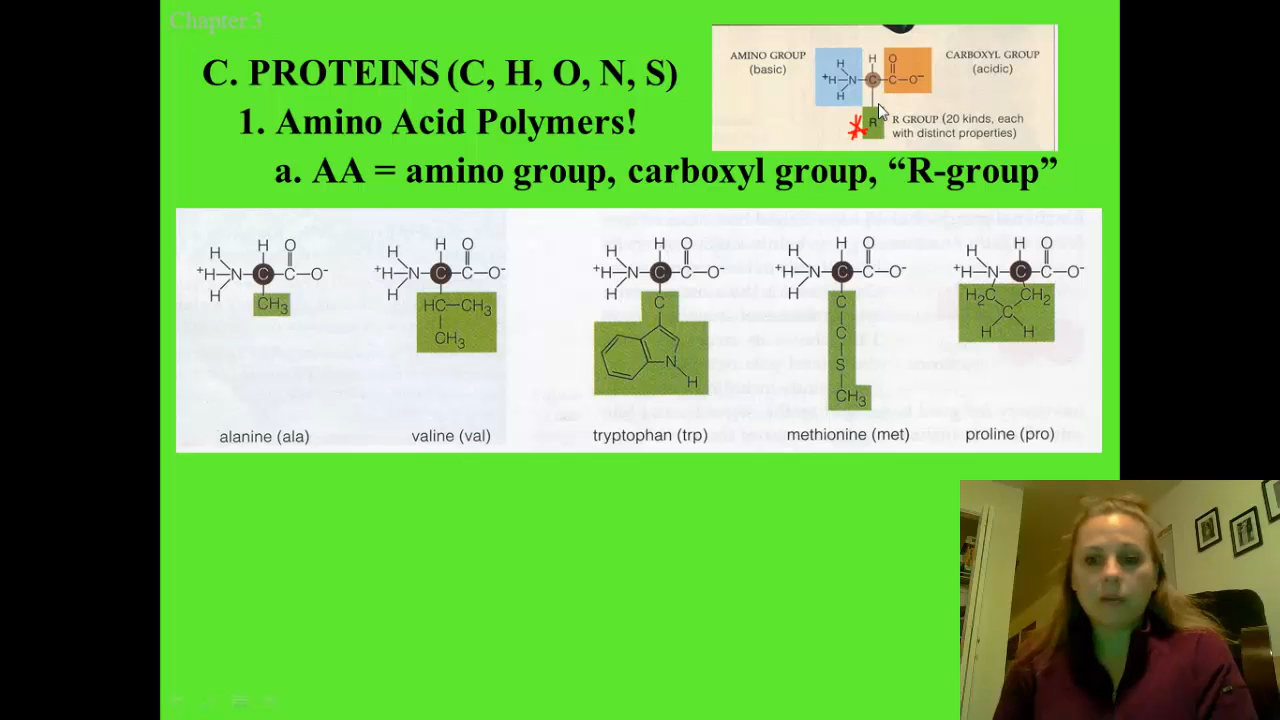 Chapter 3
C. PROTEINS (C, H, O, N, S)
1. Amino Acid Polymers!
a. AA = amino group, carboxyl group, “R-group”
AMINO GROUP
(basic)
CARBOXYL GROUP
(acidic)
H H O
+H—N—C—C—O-
H
R
R GROUP (20 kinds, each
with distinct properties)
H H O
+H—N—C—C—O-
H
CH3
alanine (ala)
H H O
+H—N—C—C—O-
H
HC—CH3
CH3
valine (val)
H H O
+H—N—C—C—O-
H
C
N
H
tryptophan (trp)
H H O
+H—N—C—C—O-
H
C
C
S
CH3
methionine (met)
H H O
+H—N—C—C—O-
H2C CH2
C
H H
proline (pro)